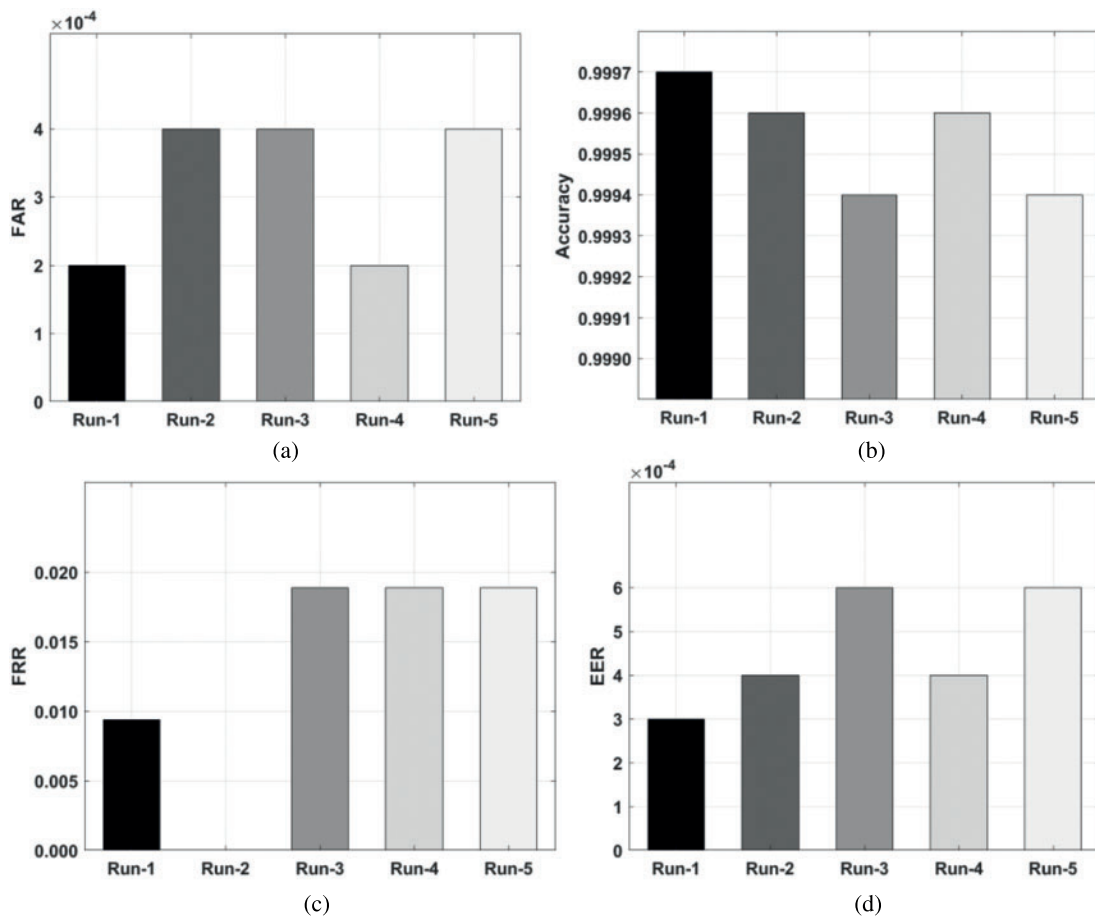 ×10⁻⁴
FAR
4
3
2
1
0
Run-1 Run-2 Run-3 Run-4 Run-5
(a)
Accuracy
0.9997
0.9996
0.9995
0.9994
0.9993
0.9992
0.9991
0.9990
Run-1 Run-2 Run-3 Run-4 Run-5
(b)
FRR
0.020
0.015
0.010
0.005
0.000
Run-1 Run-2 Run-3 Run-4 Run-5
(c)
×10⁻⁴
EER
6
5
4
3
2
1
0
Run-1 Run-2 Run-3 Run-4 Run-5
(d)